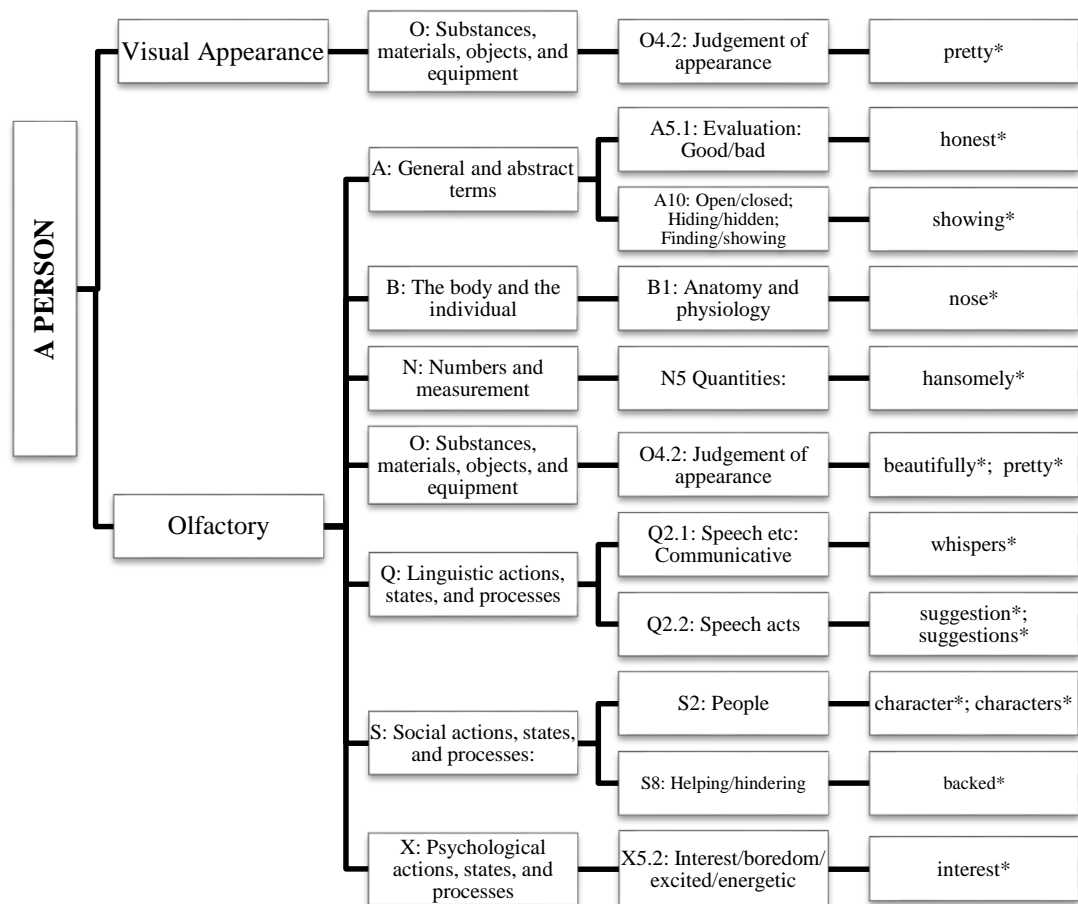 A PERSON
Visual Appearance
O: Substances,
materials, objects, and
equipment
O4.2: Judgement of
appearance
pretty*
Olfactory
A: General and abstract
terms
A5.1: Evaluation:
Good/bad
honest*
A10: Open/closed;
Hiding/hidden;
Finding/showing
showing*
B: The body and the
individual
B1: Anatomy and
physiology
nose*
N: Numbers and
measurement
N5 Quantities:
hansomely*
O: Substances,
materials, objects, and
equipment
O4.2: Judgement of
appearance
beautifully*; pretty*
Q: Linguistic actions,
states, and processes
Q2.1: Speech etc:
Communicative
whispers*
Q2.2: Speech acts
suggestion*;
suggestions*
S: Social actions, states,
and processes:
S2: People
character*; characters*
S8: Helping/hindering
backed*
X: Psychological
actions, states, and
processes
X5.2: Interest/boredom/
excited/energetic
interest*